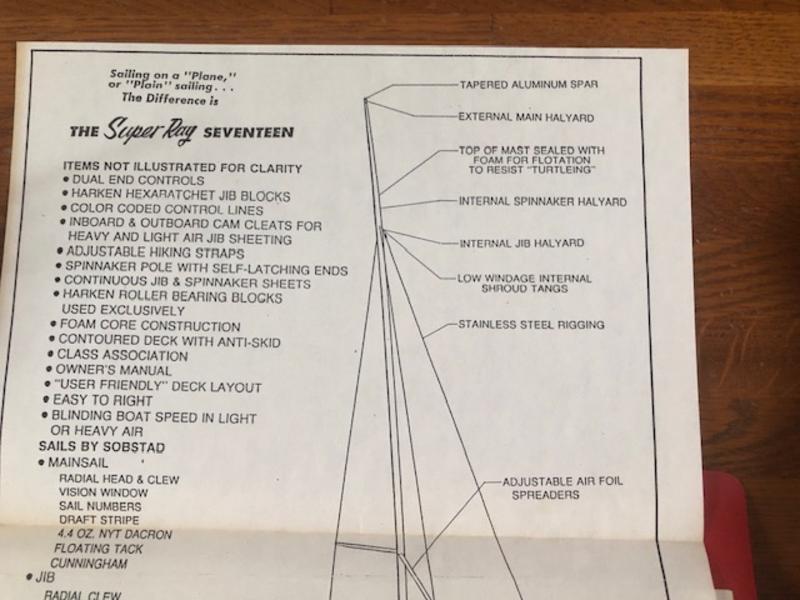 Sailing on a "Plane,"
or "Plain" sailing...
The Difference is
THE Super Ray SEVENTEEN
ITEMS NOT ILLUSTRATED FOR CLARITY
• DUAL END CONTROLS
• HARKEN HEXARATCHET JIB BLOCKS
• COLOR CODED CONTROL LINES
• INBOARD & OUTBOARD CAM CLEATS FOR
HEAVY AND LIGHT AIR JIB SHEETING
• ADJUSTABLE HIKING STRAPS
• SPINNAKER POLE WITH SELF-LATCHING ENDS
• CONTINUOUS JIB & SPINNAKER SHEETS
• HARKEN ROLLER BEARING BLOCKS
USED EXCLUSIVELY
• FOAM CORE CONSTRUCTION
• CONTOURED DECK WITH ANTI-SKID
• CLASS ASSOCIATION
• OWNER'S MANUAL
• "USER FRIENDLY" DECK LAYOUT
• EASY TO RIGHT
• BLINDING BOAT SPEED IN LIGHT
OR HEAVY AIR
SAILS BY SOBSTAD
• MAINSAIL
RADIAL HEAD & CLEW
VISION WINDOW
SAIL NUMBERS
DRAFT STRIPE
4.4 OZ. NYT DACRON
FLOATING TACK
CUNNINGHAM
• JIB
RADIAL CLEW
TAPERED ALUMINUM SPAR
EXTERNAL MAIN HALYARD
TOP OF MAST SEALED WITH
FOAM FOR FLOTATION
TO RESIST "TURTLEING"
INTERNAL SPINNAKER HALYARD
INTERNAL JIB HALYARD
LOW WINDAGE INTERNAL
SHROUD TANGS
STAINLESS STEEL RIGGING
ADJUSTABLE AIR FOIL
SPREADERS